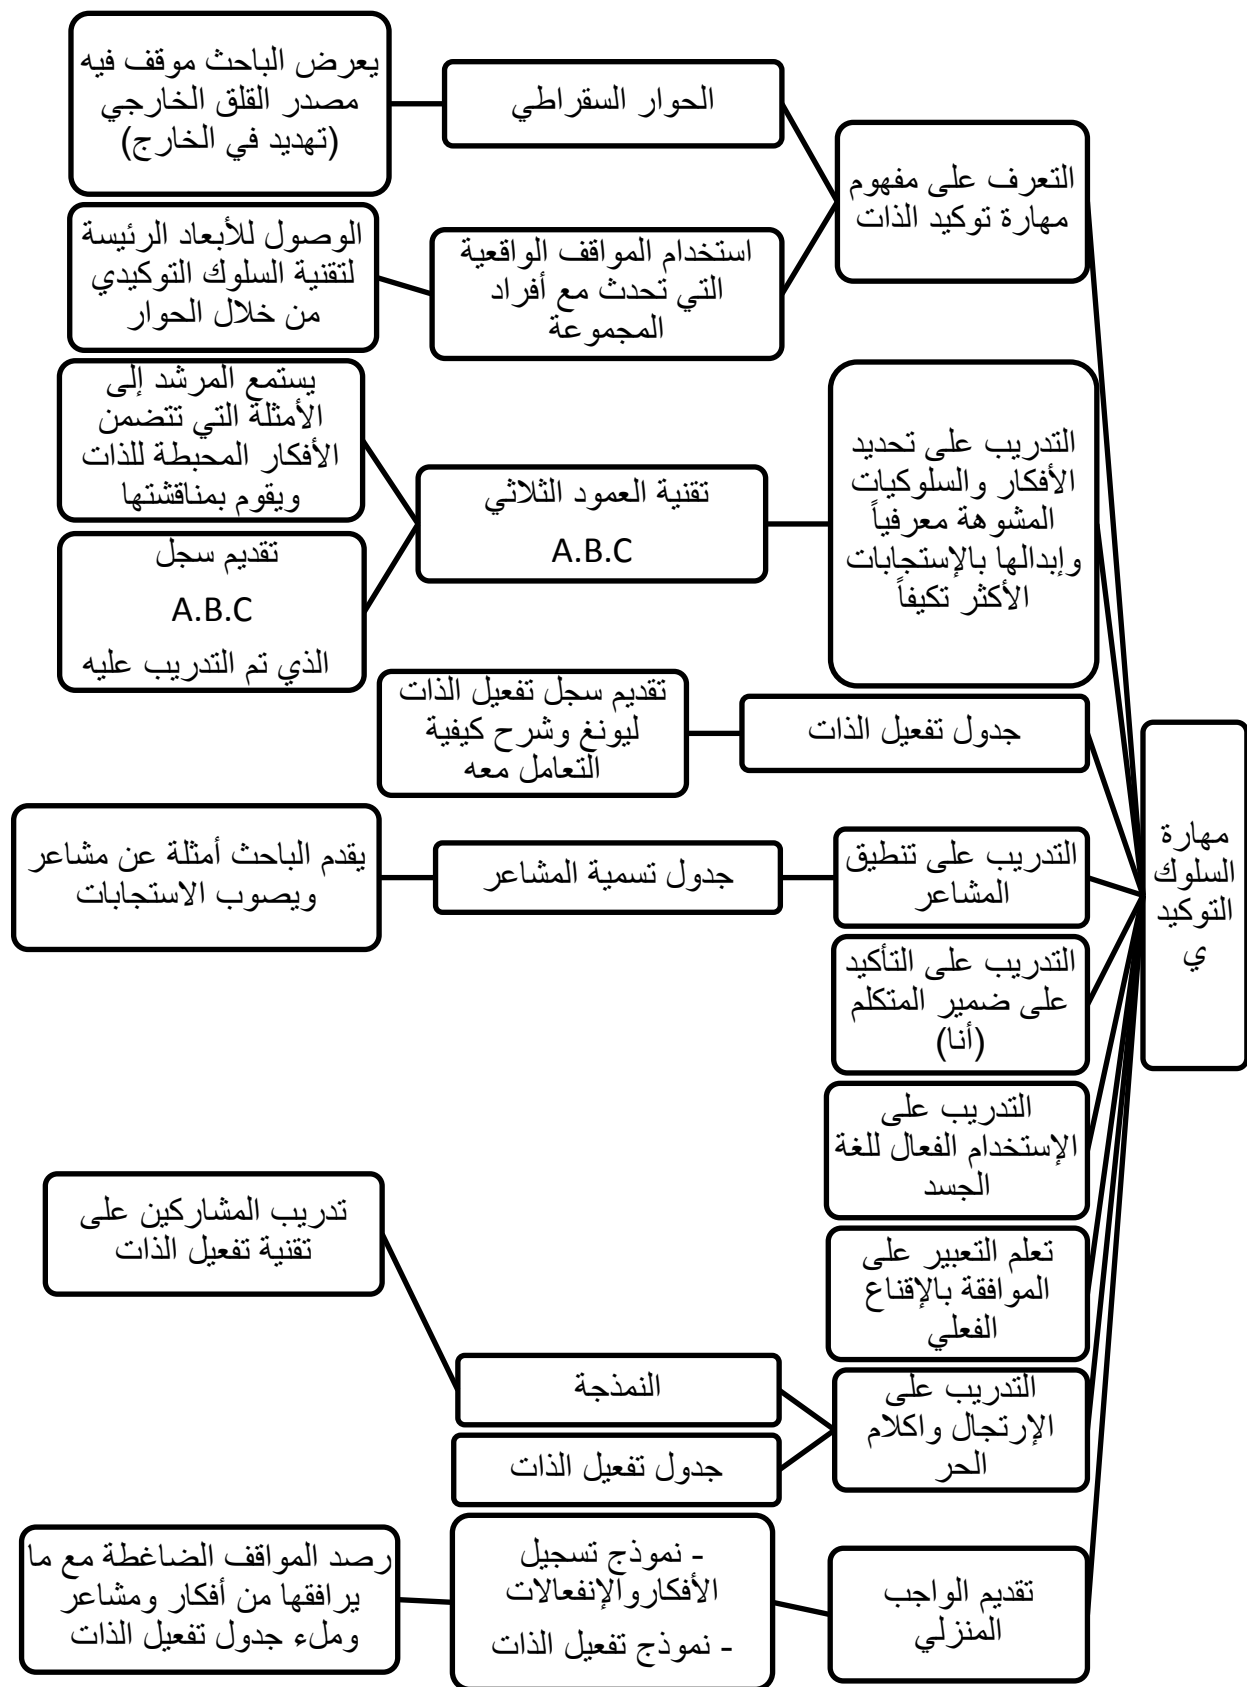 مهارة
السلوك
التوكيد
ي
التعرف على مفهوم
مهارة توكيد الذات
الحوار السقراطي
يعرض الباحث موقف فيه
مصدر القلق الخارجي
(تهديد في الخارج)
استخدام المواقف الواقعية
التي تحدث مع أفراد
المجموعة
الوصول للأبعاد الرئيسة
لتقنية السلوك التوكيدي
من خلال الحوار
التدريب على تحديد
الأفكار والسلوكيات
المشوهة معرفياً
وإبدالها بالإستجابات
الأكثر تكيفاً
تقنية العمود الثلاثي
A.B.C
يستمع المرشد إلى
الأمثلة التي تتضمن
الأفكار المحبطة للذات
ويقوم بمناقشتها
تقديم سجل
A.B.C
الذي تم التدريب عليه
جدول تفعيل الذات
تقديم سجل تفعيل الذات
ليونغ وشرح كيفية
التعامل معه
التدريب على تنطيق
المشاعر
جدول تسمية المشاعر
يقدم الباحث أمثلة عن مشاعر
ويصوب الاستجابات
التدريب على التأكيد
على ضمير المتكلم
(أنا)
التدريب على
الإستخدام الفعال للغة
الجسد
تعلم التعبير على
الموافقة بالإقناع
الفعلي
التدريب على
الإرتجال واكلام
الحر
النمذجة
تدريب المشاركين على
تقنية تفعيل الذات
جدول تفعيل الذات
تقديم الواجب
المنزلي
- نموذج تسجيل
الأفكار والإنفعالات
- نموذج تفعيل الذات
رصد المواقف الضاغطة مع ما
يرافقها من أفكار ومشاعر
وملء جدول تفعيل الذات